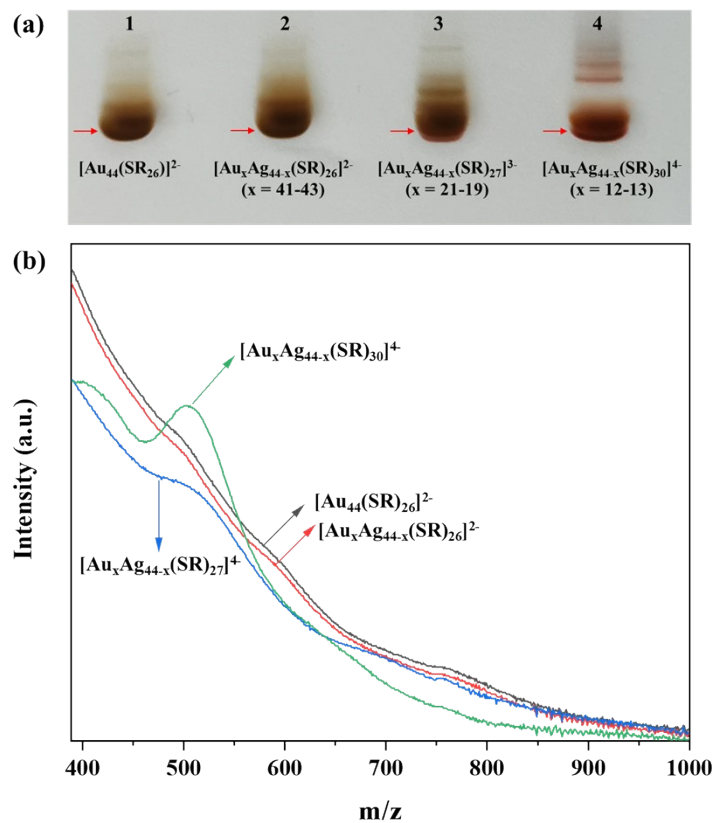 (a)
1 2 3 4
[Au44(SR26)]2- [AuxAg44-x(SR)26]2- [AuxAg44-x(SR)27]3- [AuxAg44-x(SR)30]4-
(x = 41-43) (x = 21-19) (x = 12-13)
(b)
[AuxAg44-x(SR)30]4-
[Au44(SR)26]2-
[AuxAg44-x(SR)26]2-
[AuxAg44-x(SR)27]4-
Intensity (a.u.)
400 500 600 700 800 900 1000
m/z